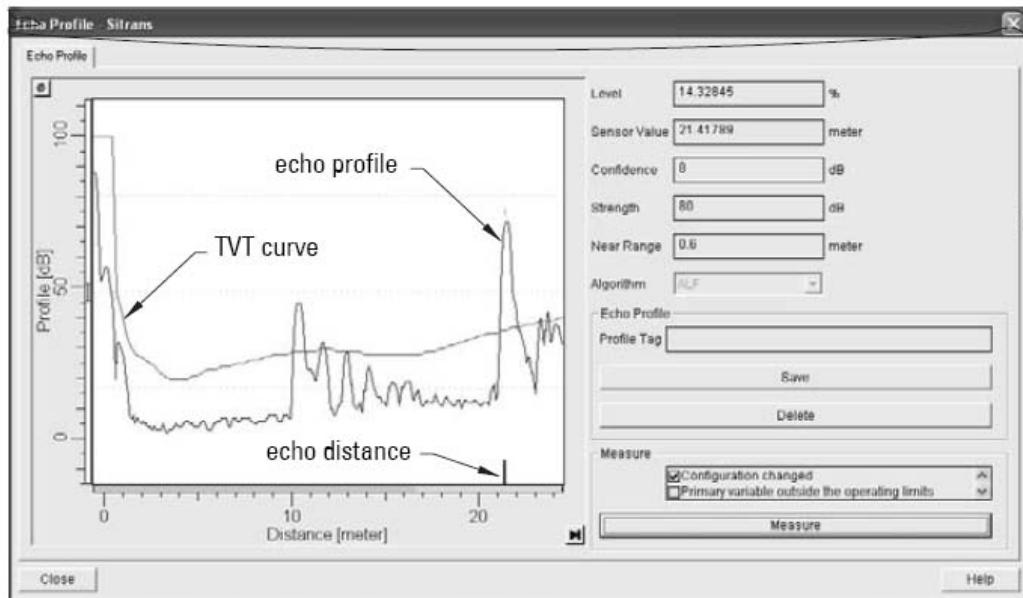 Echo Profile - Sitrans
Echo Profile
100
50
0
Profile [dB]
echo profile
TVT curve
echo distance
0
10
20
Distance [meter]
Level
14.32845
%
Sensor Value
21.41789
meter
Confidence
8
dB
Strength
80
dB
Near Range
0.6
meter
Algorithm
ALF
Echo Profile
Profile Tag
Save
Delete
Measure
Configuration changed
Primary variable outside the operating limits
Measure
Close
Help